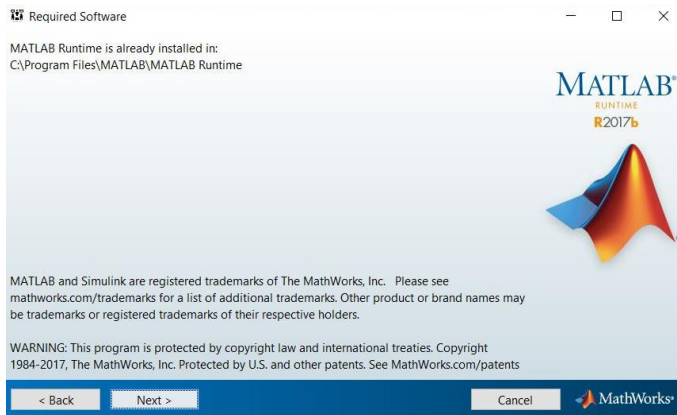 Required Software
MATLAB Runtime is already installed in:
C:\Program Files\MATLAB\MATLAB Runtime
MATLAB®
RUNTIME
R2017b
MATLAB and Simulink are registered trademarks of The MathWorks, Inc. Please see
mathworks.com/trademarks for a list of additional trademarks. Other product or brand names may
be trademarks or registered trademarks of their respective holders.
WARNING: This program is protected by copyright law and international treaties. Copyright
1984-2017, The MathWorks, Inc. Protected by U.S. and other patents. See MathWorks.com/patents
< Back
Next >
Cancel
MathWorks®